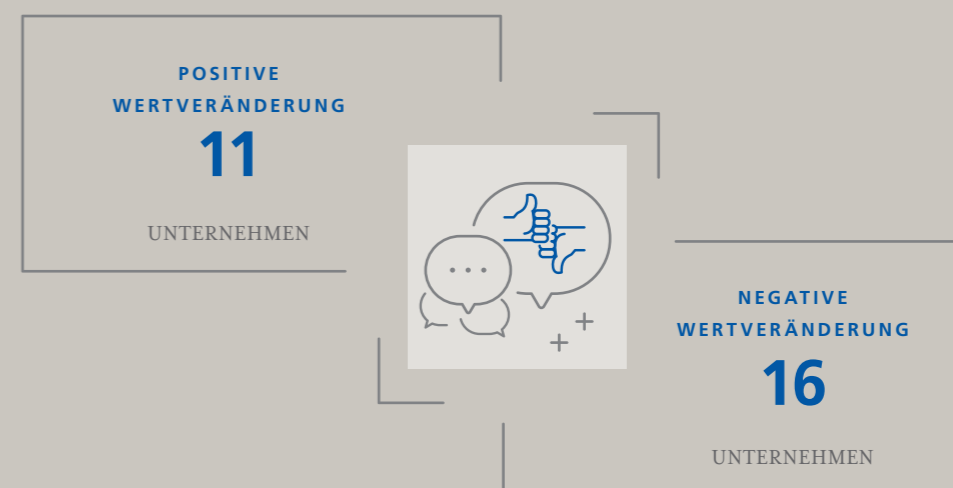 POSITIVE
WERTVERÄNDERUNG
11
UNTERNEHMEN
NEGATIVE
WERTVERÄNDERUNG
16
UNTERNEHMEN